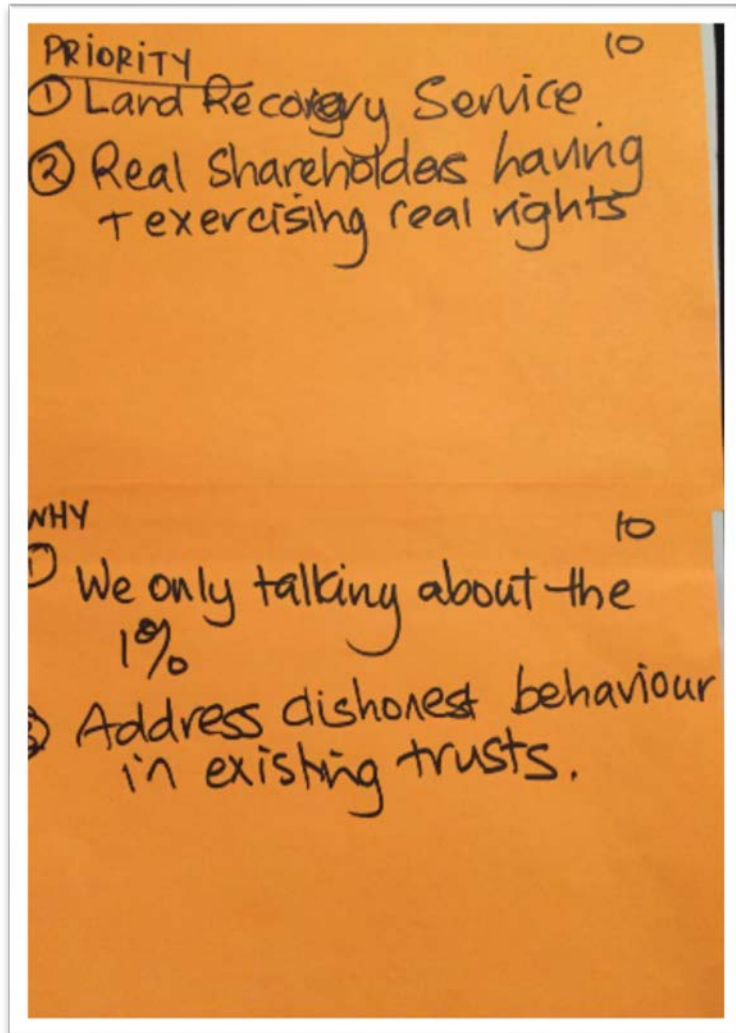 PRIORITY 10
① Land Recovery Service
② Real Shareholders having
+ exercising real rights
WHY 10
① We only talking about the
1%
② Address dishonest behaviour
in existing trusts.